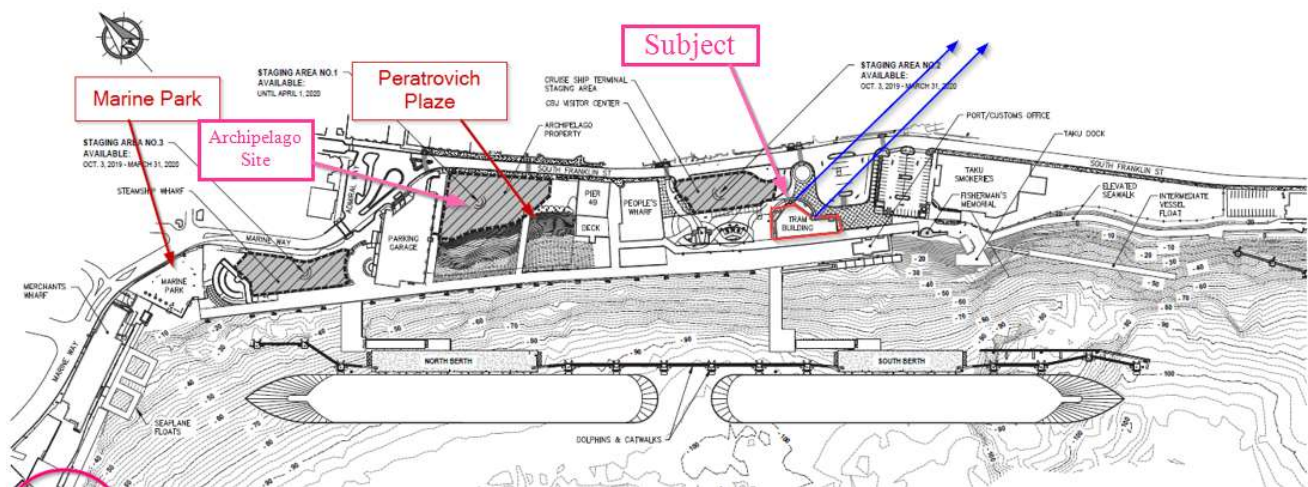 Subject
Marine Park
Peratrovich
Plaze
Archipelago
Site
STAGING AREA NO.1
AVAILABLE:
UNTIL APRIL 1, 2020
CRUISE SHIP TERMINAL
STAGING AREA
CBJ VISITOR CENTER
ARCHIPELAGO
PROPERTY
STAGING AREA NO.2
AVAILABLE:
OCT. 3, 2019 - MARCH 31, 2020
PORT/CUSTOMS OFFICE
TAKU DOCK
STAGING AREA NO.3
AVAILABLE:
OCT. 3, 2019 - MARCH 31, 2020
STEAMSHIP WHARF
SOUTH FRANKLIN ST
SOUTH FRANKLIN ST
TAKU
SMOKERIES
FISHERMAN'S
MEMORIAL
ELEVATED
SEAWALK
INTERMEDIATE
VESSEL
FLOAT
PIER
49
DECK
PEOPLE'S
WHARF
TRAM
BUILDING
PARKING
GARAGE
MARINE WAY
MARINE
PARK
MERCHANTS
WHARF
MARINE WAY
SEAPLANE
FLOATS
NORTH BERTH
SOUTH BERTH
DOLPHINS & CATWALKS